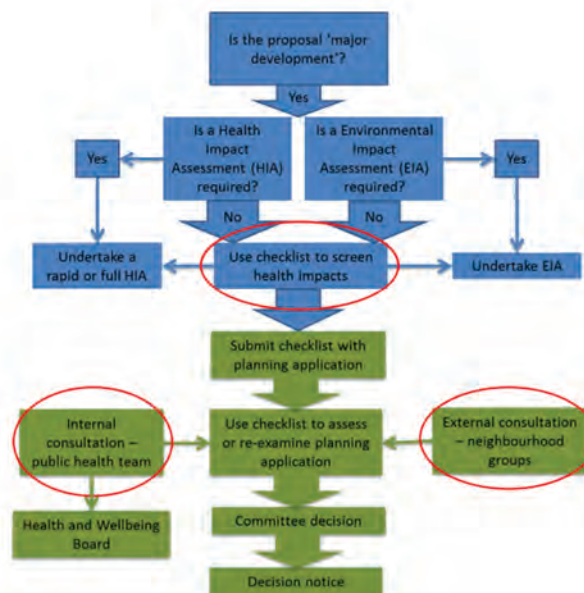 Is the proposal ‘major
development’?
Yes
Is a Health
Impact
Assessment (HIA)
required?
Is a Environmental
Impact
Assessment (EIA)
required?
Yes
Yes
No
No
Undertake a
rapid or full HIA
Use checklist to screen
health impacts
Undertake EIA
Submit checklist with
planning application
Internal
consultation –
public health team
Use checklist to assess
or re-examine planning
application
External consultation
– neighbourhood
groups
Health and Wellbeing
Board
Committee decision
Decision notice